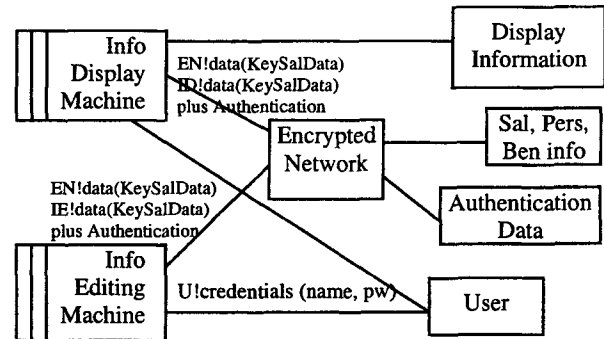 Info
Display
Machine
Display
Information
EN!data(KeySalData)
ID!data(KeySalData)
plus Authentication
Encrypted
Network
Sal, Pers,
Ben info
EN!data(KeySalData)
IE!data(KeySalData)
plus Authentication
Authentication
Data
Info
Editing
Machine
U!credentials (name, pw)
User